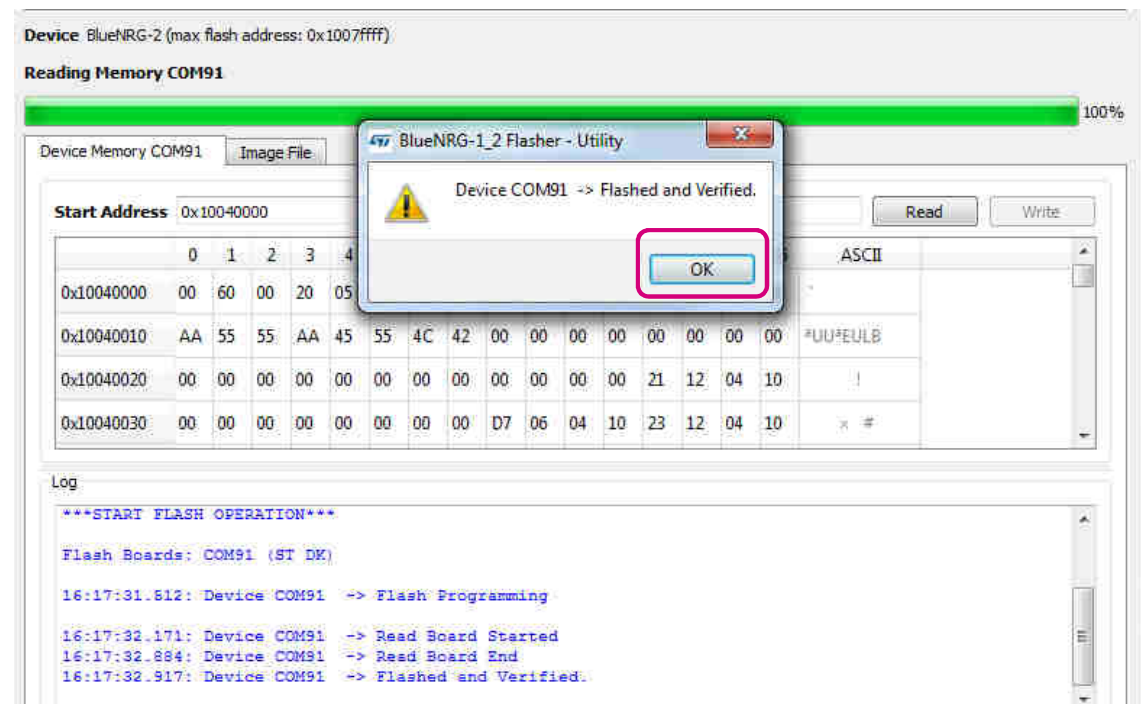 Device BlueNRG-2 (max flash address: 0x1007ffff)
Reading Memory COM91
100%
BlueNRG-1_2 Flasher - Utility
Device COM91 -> Flashed and Verified.
OK
Device Memory COM91 Image File
Start Address 0x10040000 Read Write
0 1 2 3 4 ASCII
0x10040000 00 60 00 20 05 `
0x10040010 AA 55 55 AA 45 55 4C 42 00 00 00 00 00 00 00 00 ªUUªEULB
0x10040020 00 00 00 00 00 00 00 00 00 00 00 00 21 12 04 10 !
0x10040030 00 00 00 00 00 00 00 00 D7 06 04 10 23 12 04 10 × #
Log
***START FLASH OPERATION***
Flash Boards: COM91 (ST DK)
16:17:31.512: Device COM91 -> Flash Programming
16:17:32.171: Device COM91 -> Read Board Started
16:17:32.884: Device COM91 -> Read Board End
16:17:32.917: Device COM91 -> Flashed and Verified.